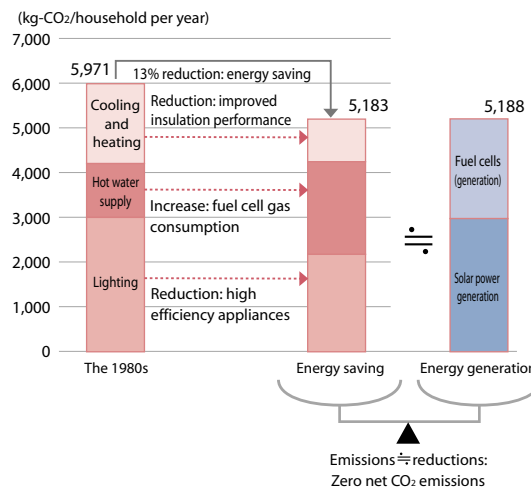 (kg-CO₂/household per year)
7,000
6,000
5,000
4,000
3,000
2,000
1,000
0
5,971
13% reduction: energy saving
5,183
5,188
Cooling
and
heating
Reduction: improved
insulation performance
Hot water
supply
Increase: fuel cell gas
consumption
Lighting
Reduction: high
efficiency appliances
≒
Fuel cells
(generation)
Solar power
generation
The 1980s
Energy saving
Energy generation
Emissions≒reductions:
Zero net CO₂ emissions